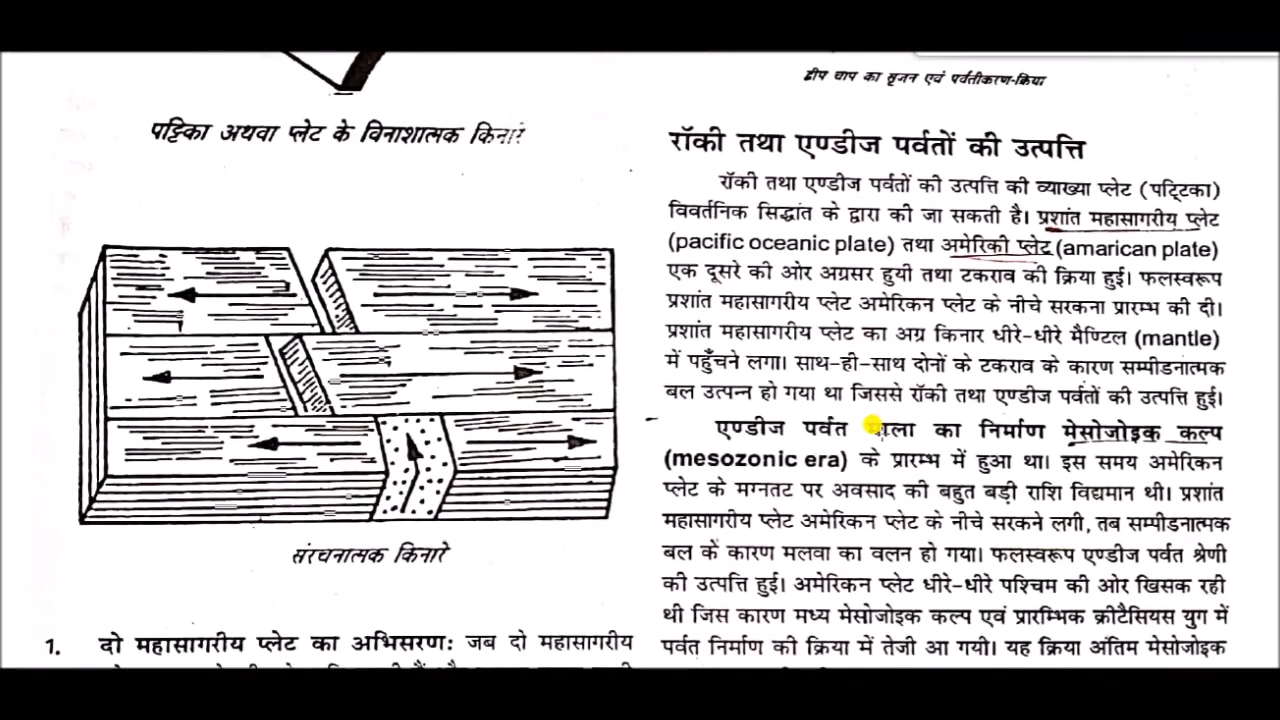 पट्टिका अथवा प्लेट के विनाशात्मक किनारे
संरचनात्मक किनारे
1. दो महासागरीय प्लेट का अभिसरण: जब दो महासागरीय
द्वीप चाप का सृजन एवं पर्वतीकरण-क्रिया
रॉकी तथा एण्डीज पर्वतों की उत्पत्ति
रॉकी तथा एण्डीज पर्वतों की उत्पत्ति की व्याख्या प्लेट (पट्टिका)
विवर्तनिक सिद्धांत के द्वारा की जा सकती है। प्रशांत महासागरीय प्लेट
(pacific oceanic plate) तथा अमेरिकी प्लेट (amarican plate)
एक दूसरे की ओर अग्रसर हुयी तथा टकराव की क्रिया हुई। फलस्वरूप
प्रशांत महासागरीय प्लेट अमेरिकन प्लेट के नीचे सरकना प्रारम्भ की दी।
प्रशांत महासागरीय प्लेट का अग्र किनार धीरे-धीरे मैण्टिल (mantle)
में पहुँचने लगा। साथ-ही-साथ दोनों के टकराव के कारण सम्पीडनात्मक
बल उत्पन्न हो गया था जिससे रॉकी तथा एण्डीज पर्वतों की उत्पत्ति हुई।
एण्डीज पर्वत माला का निर्माण मेसोजोइक कल्प
(mesozonic era) के प्रारम्भ में हुआ था। इस समय अमेरिकन
प्लेट के मग्नतट पर अवसाद की बहुत बड़ी राशि विद्यमान थी। प्रशांत
महासागरीय प्लेट अमेरिकन प्लेट के नीचे सरकने लगी, तब सम्पीडनात्मक
बल के कारण मलवा का वलन हो गया। फलस्वरूप एण्डीज पर्वत श्रेणी
की उत्पत्ति हुई। अमेरिकन प्लेट धीरे-धीरे पश्चिम की ओर खिसक रही
थी जिस कारण मध्य मेसोजोइक कल्प एवं प्रारम्भिक क्रीटैसियस युग में
पर्वत निर्माण की क्रिया में तेजी आ गयी। यह क्रिया अंतिम मेसोजोइक